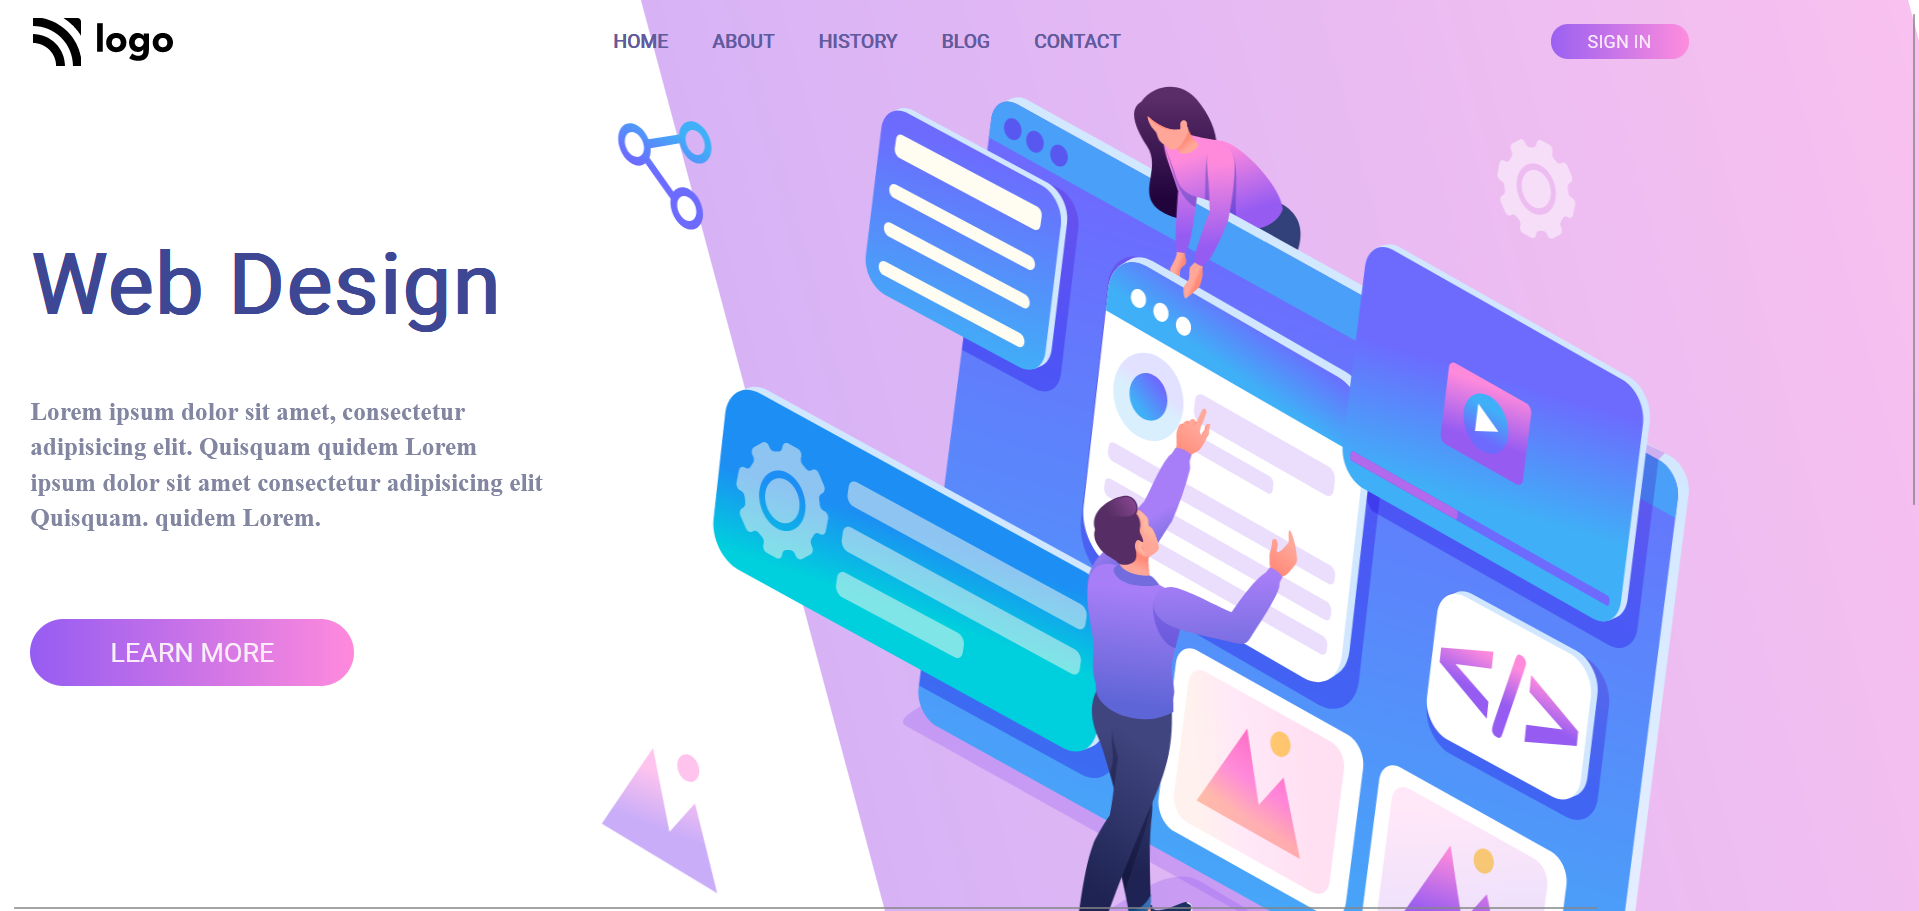 logo
HOME ABOUT HISTORY BLOG CONTACT
SIGN IN
Web Design
Lorem ipsum dolor sit amet, consectetur
adipisicing elit. Quisquam quidem Lorem
ipsum dolor sit amet consectetur adipisicing elit
Quisquam. quidem Lorem.
LEARN MORE
</>